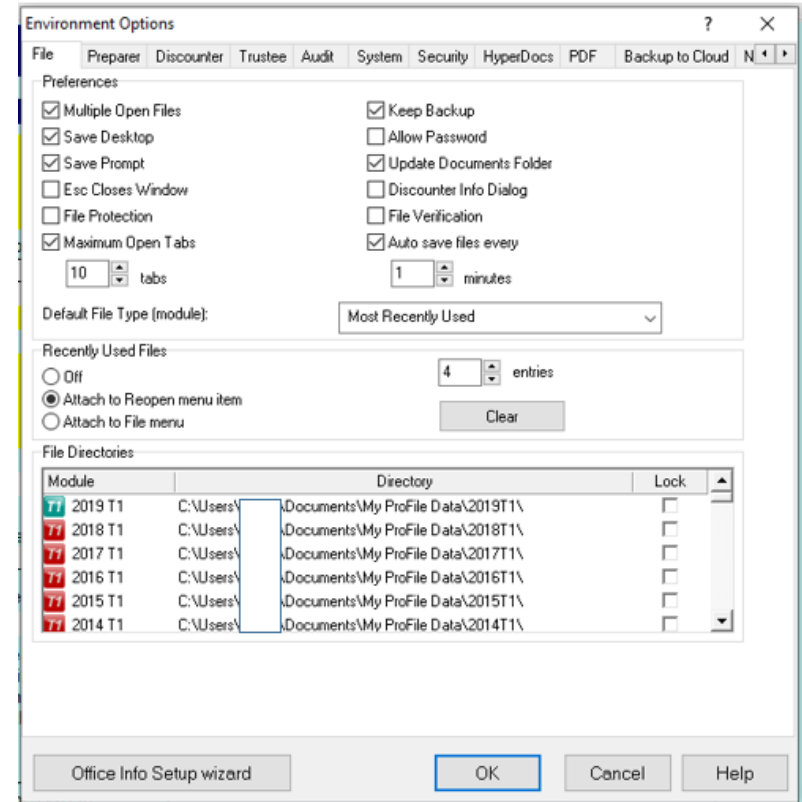 Environment Options ? ×
File Preparer Discounter Trustee Audit System Security HyperDocs PDF Backup to Cloud N
Preferences
Multiple Open Files Keep Backup
Save Desktop Allow Password
Save Prompt Update Documents Folder
Esc Closes Window Discounter Info Dialog
File Protection File Verification
Maximum Open Tabs Auto save files every
10 tabs 1 minutes
Default File Type (module): Most Recently Used
Recently Used Files
Off 4 entries
Attach to Reopen menu item
Attach to File menu Clear
File Directories
Module Directory Lock
T1 2019 T1 C:\Users\ \Documents\My ProFile Data\2019T1\
T1 2018 T1 C:\Users\ \Documents\My ProFile Data\2018T1\
T1 2017 T1 C:\Users\ \Documents\My ProFile Data\2017T1\
T1 2016 T1 C:\Users\ \Documents\My ProFile Data\2016T1\
T1 2015 T1 C:\Users\ \Documents\My ProFile Data\2015T1\
T1 2014 T1 C:\Users\ \Documents\My ProFile Data\2014T1\
Office Info Setup wizard OK Cancel Help